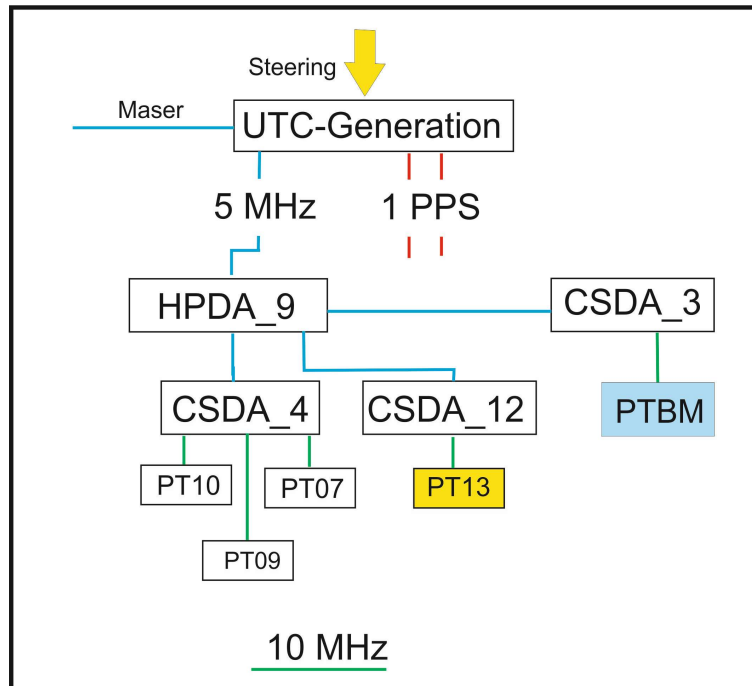 Steering
Maser
UTC-Generation
5 MHz
1 PPS
HPDA_9
CSDA_3
CSDA_4
CSDA_12
PTBM
PT10
PT07
PT13
PT09
10 MHz